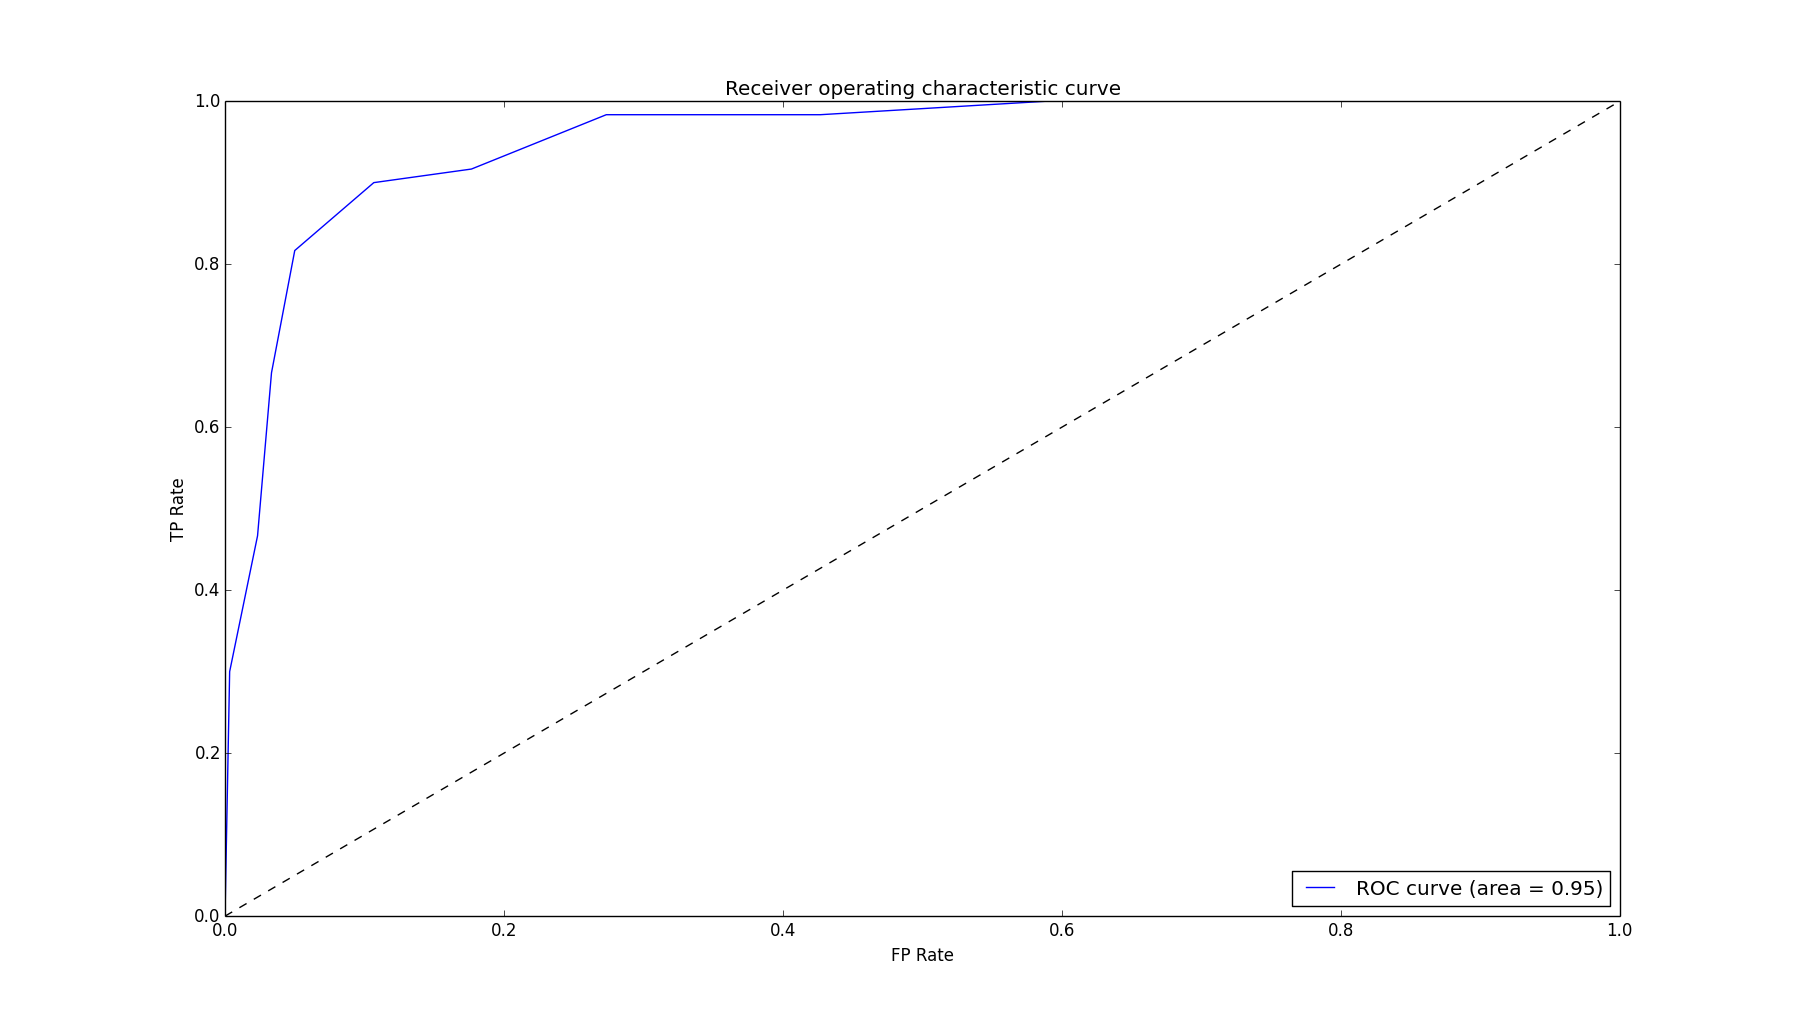 Receiver operating characteristic curve
1.0
0.8
0.6
0.4
0.2
0.0
TP Rate
0.0 0.2 0.4 0.6 0.8 1.0
FP Rate
ROC curve (area = 0.95)